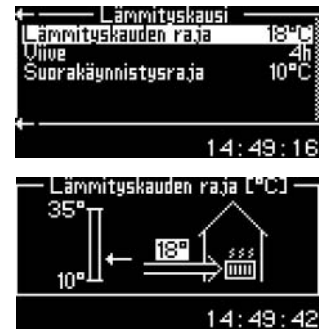 Lämmityskausi
Lämmityskauden raja 18°C
Viive 4h
Suorakäynnistysraja 10°C
14:49:16
Lämmityskauden raja [°C]
35°
18°
10°
14:49:42